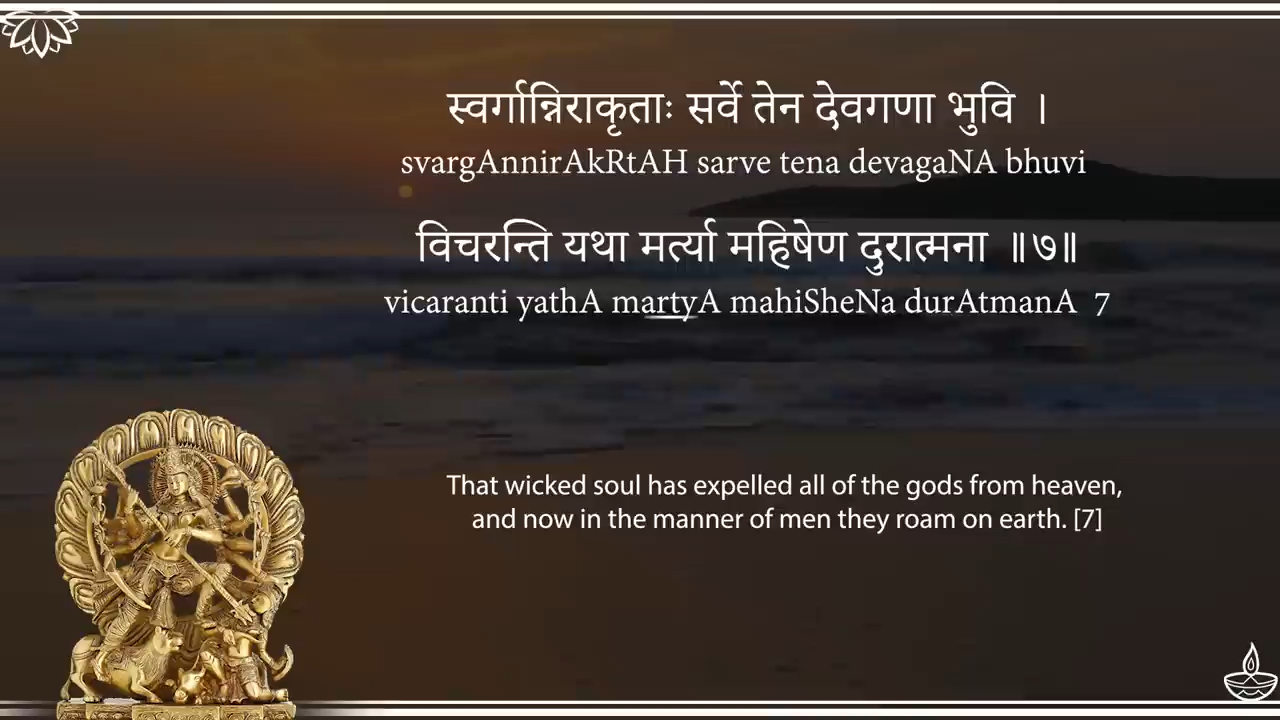 स्वर्गान्निराकृताः सर्वे तेन देवगणा भुवि ।
svargAnnirAkRtAH sarve tena devagaNA bhuvi
विचरन्ति यथा मर्त्या महिषेण दुरात्मना ॥७॥
vicaranti yathA martyA mahiSheNa durAtmanA 7
That wicked soul has expelled all of the gods from heaven,
and now in the manner of men they roam on earth. [7]